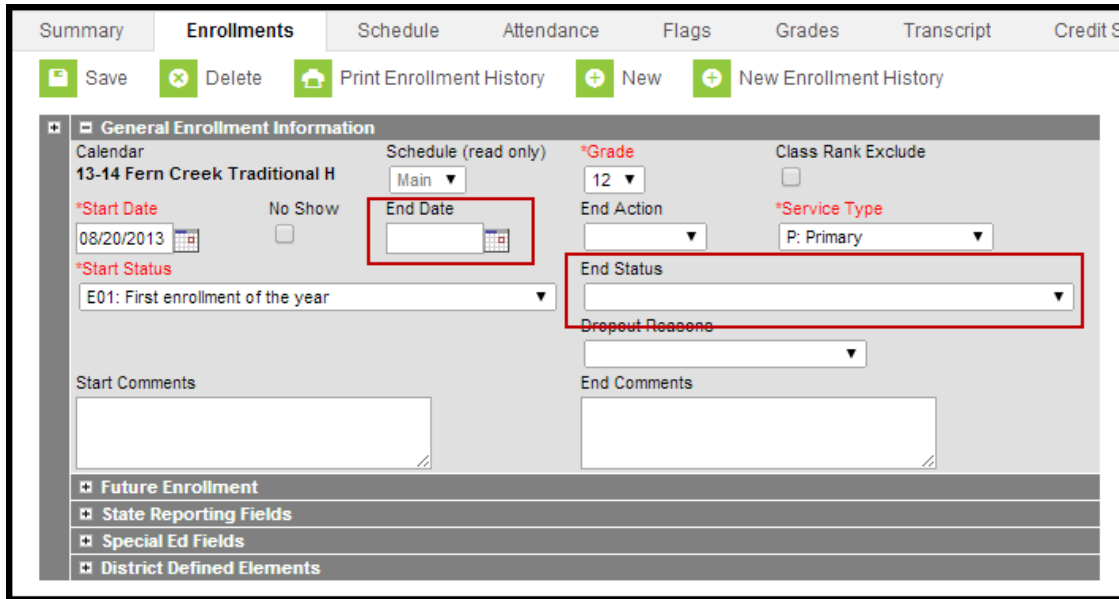 Summary Enrollments Schedule Attendance Flags Grades Transcript Credit S
Save Delete Print Enrollment History New New Enrollment History
General Enrollment Information
Calendar Schedule (read only) *Grade Class Rank Exclude
13-14 Fern Creek Traditional H Main 12
*Start Date No Show End Date End Action *Service Type
08/20/2013 P: Primary
*Start Status End Status
E01: First enrollment of the year
Dropout Reasons
Start Comments End Comments
Future Enrollment
State Reporting Fields
Special Ed Fields
District Defined Elements